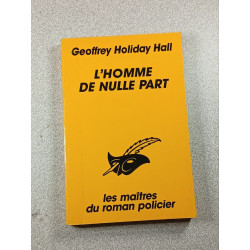 Geoffrey Holiday Hall
L'HOMME
DE NULLE PART
les maîtres
du roman policier